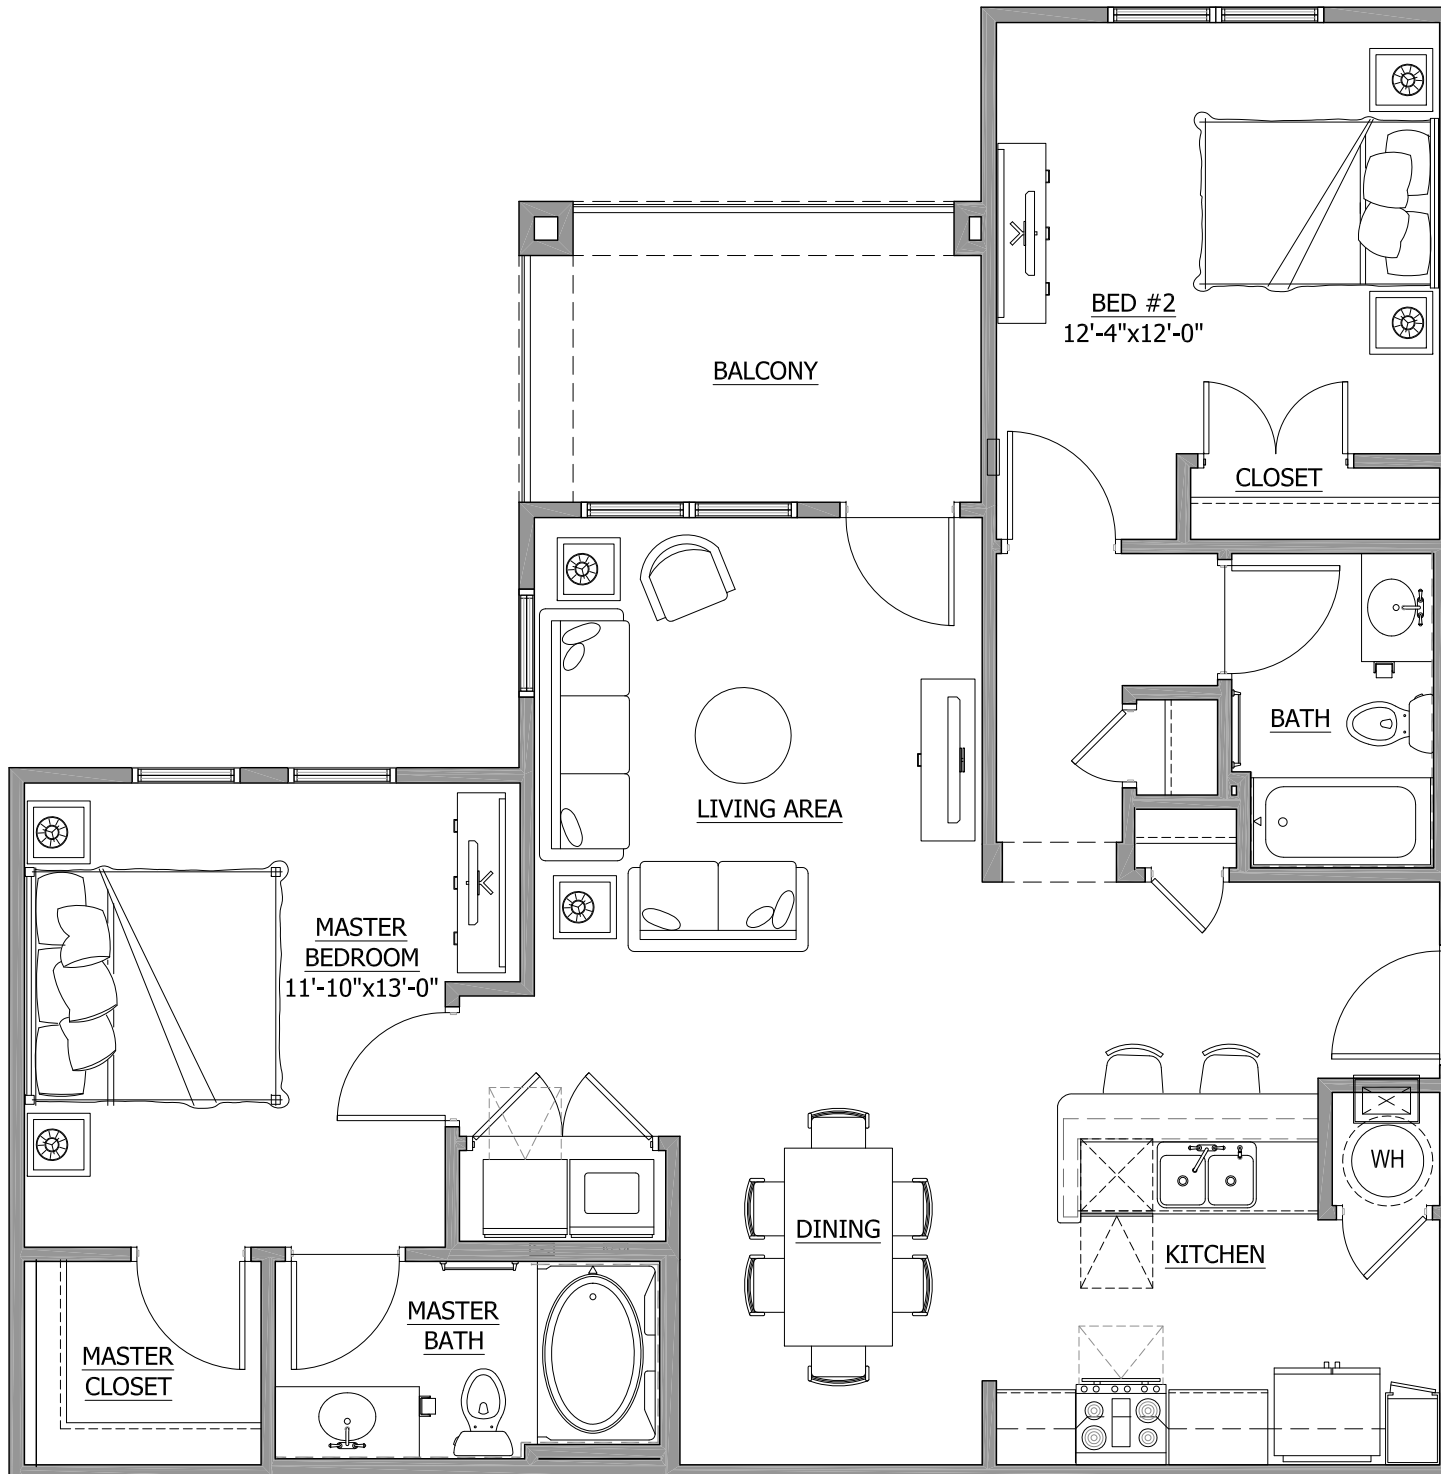 BED #2
12'-4"x12'-0"
BALCONY
CLOSET
BATH
LIVING AREA
MASTER
BEDROOM
11'-10"x13'-0"
WH
DINING
KITCHEN
MASTER
BATH
MASTER
CLOSET